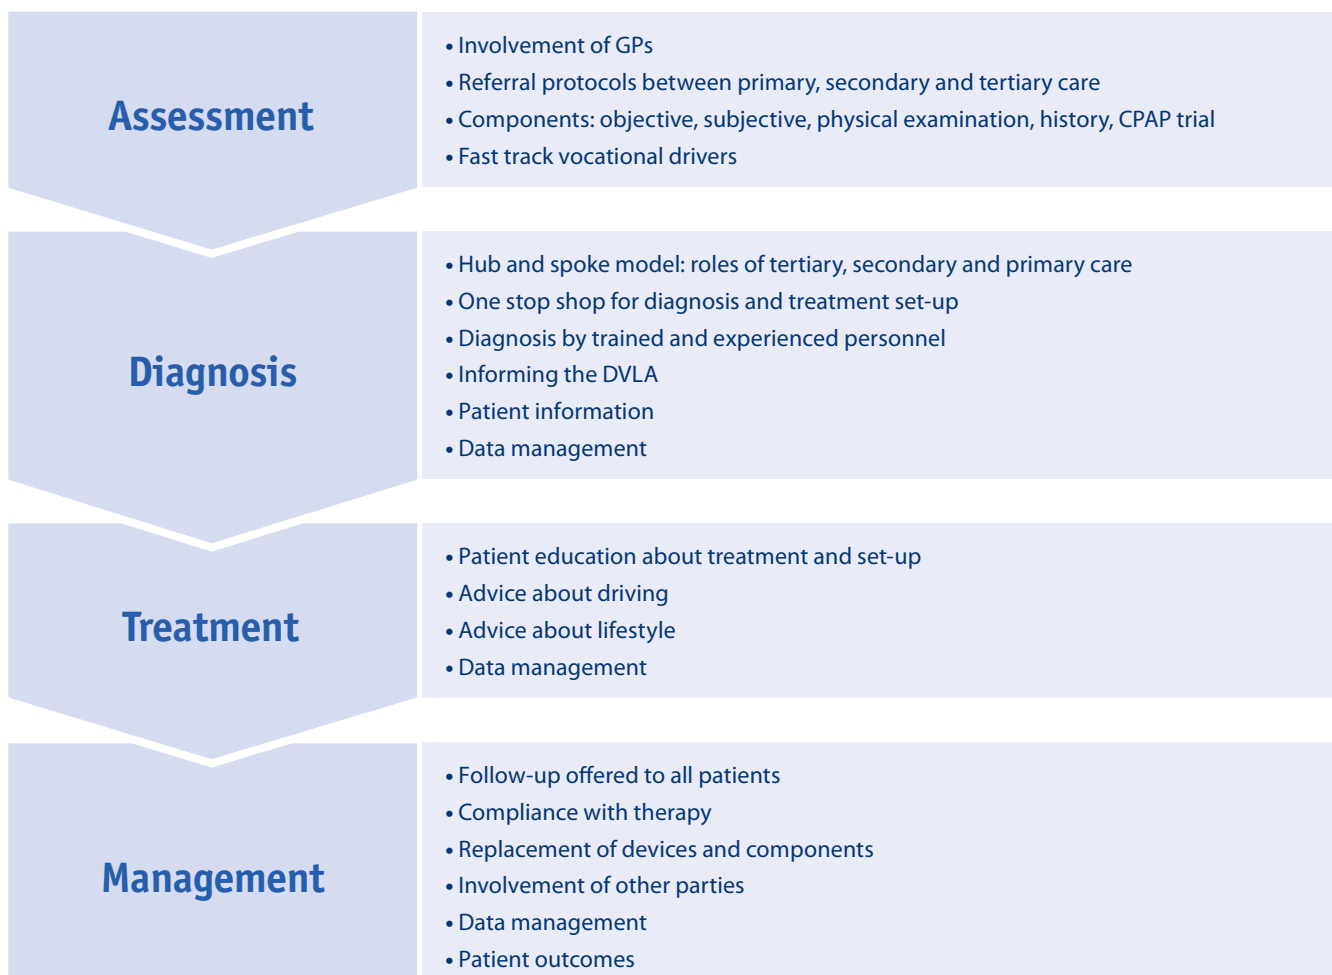 Assessment
• Involvement of GPs
• Referral protocols between primary, secondary and tertiary care
• Components: objective, subjective, physical examination, history, CPAP trial
• Fast track vocational drivers
Diagnosis
• Hub and spoke model: roles of tertiary, secondary and primary care
• One stop shop for diagnosis and treatment set-up
• Diagnosis by trained and experienced personnel
• Informing the DVLA
• Patient information
• Data management
Treatment
• Patient education about treatment and set-up
• Advice about driving
• Advice about lifestyle
• Data management
Management
• Follow-up offered to all patients
• Compliance with therapy
• Replacement of devices and components
• Involvement of other parties
• Data management
• Patient outcomes